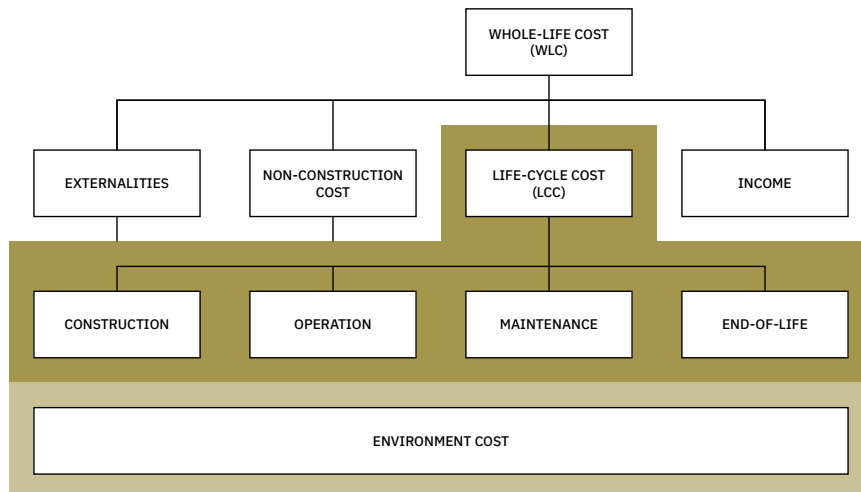 WHOLE-LIFE COST
(WLC)
EXTERNALITIES
NON-CONSTRUCTION
COST
LIFE-CYCLE COST
(LCC)
INCOME
CONSTRUCTION
OPERATION
MAINTENANCE
END-OF-LIFE
ENVIRONMENT COST